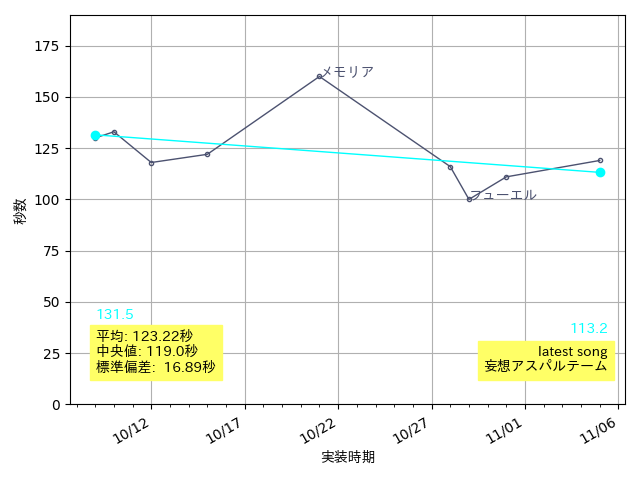 175
150
125
100
75
50
25
0
秒数
メモリア
フューエル
131.5
平均: 123.22秒
中央値: 119.0秒
標準偏差: 16.89秒
113.2
latest song
妄想アスパルテーム
10/12
10/17
10/22
10/27
11/01
11/06
実装時期